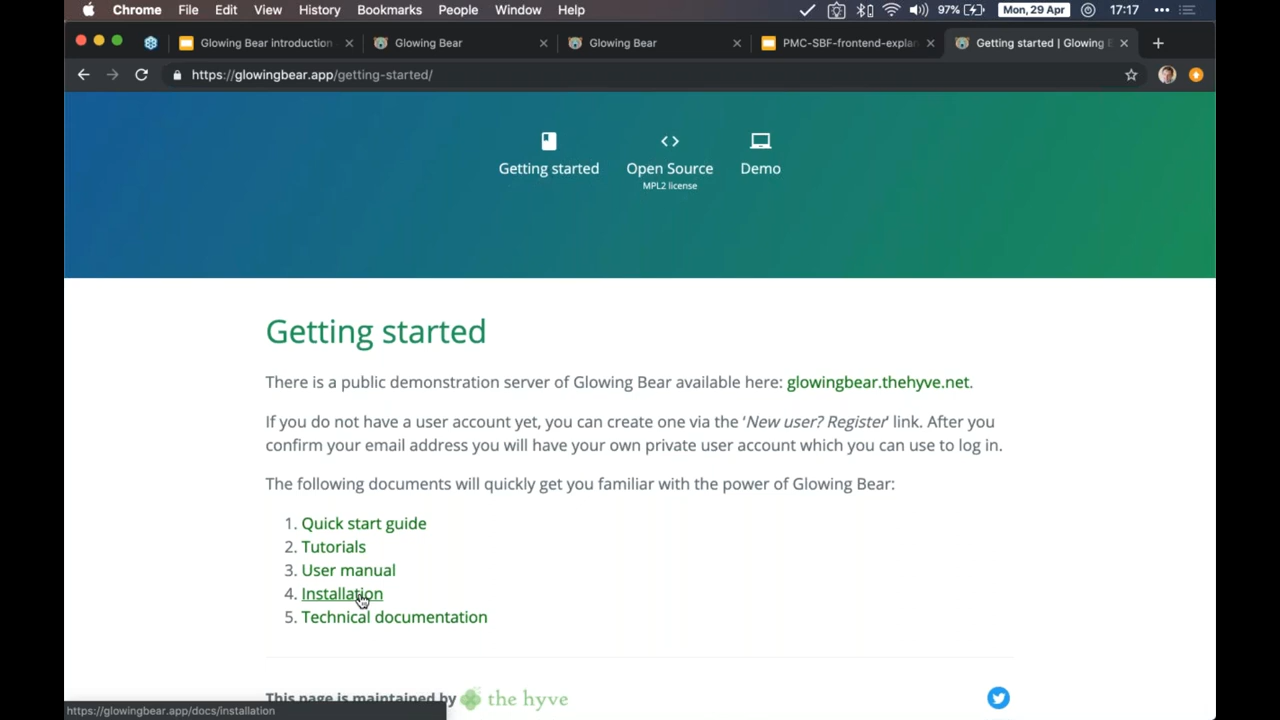 Chrome File Edit View History Bookmarks People Window Help 97% Mon, 29 Apr 17:17
Glowing Bear introduction Glowing Bear Glowing Bear PMC-SBF-frontend-explan Getting started | Glowing B
https://glowingbear.app/getting-started/
Getting started Open Source Demo
MPL2 license
Getting started
There is a public demonstration server of Glowing Bear available here: glowingbear.thehyve.net.
If you do not have a user account yet, you can create one via the 'New user? Register' link. After you
confirm your email address you will have your own private user account which you can use to log in.
The following documents will quickly get you familiar with the power of Glowing Bear:
1. Quick start guide
2. Tutorials
3. User manual
4. Installation
5. Technical documentation
This page is maintained by the hyve
https://glowingbear.app/docs/installation